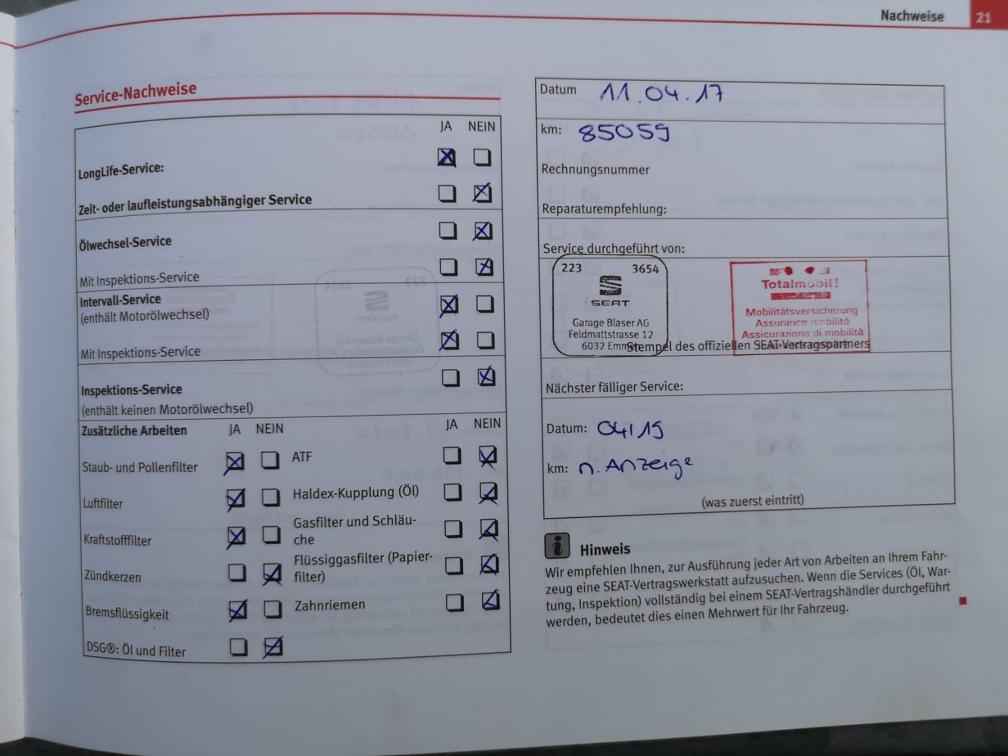 Nachweise 21
Service-Nachweise
JA NEIN
LongLife-Service:
Zeit- oder laufleistungsabhängiger Service
Ölwechsel-Service
Mit Inspektions-Service
Intervall-Service
(enthält Motorölwechsel)
Mit Inspektions-Service
Inspektions-Service
(enthält keinen Motorölwechsel)
Zusätzliche Arbeiten JA NEIN JA NEIN
Staub- und Pollenfilter ATF
Luftfilter Haldex-Kupplung (Öl)
Kraftstofffilter Gasfilter und Schläu-
che
Zündkerzen Flüssiggasfilter (Papier-
filter)
Bremsflüssigkeit Zahnriemen
DSG®: Öl und Filter
Datum 11.04.17
km: 85059
Rechnungsnummer
Reparaturempfehlung:
Service durchgeführt von:
223 3654
SEAT
Garage Blaser AG
Feldmattstrasse 12
6032 Emmen
Totalmobil!
Mobilitätsversicherung
Assurance mobilité
Assicurazione di mobilità
Stempel des offiziellen SEAT-Vertragspartners
Nächster fälliger Service:
Datum: 04/19
km: n. Anzeige
(was zuerst eintritt)
i Hinweis
Wir empfehlen Ihnen, zur Ausführung jeder Art von Arbeiten an Ihrem Fahr-
zeug eine SEAT-Vertragswerkstatt aufzusuchen. Wenn die Services (Öl, War-
tung, Inspektion) vollständig bei einem SEAT-Vertragshändler durchgeführt
werden, bedeutet dies einen Mehrwert für Ihr Fahrzeug.